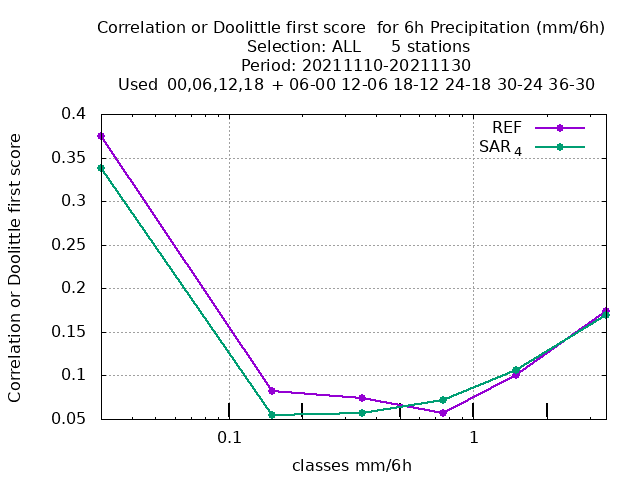 Correlation or Doolittle first score  for 6h Precipitation (mm/6h)
Selection: ALL      5 stations
Period: 20211110-20211130
Used  00,06,12,18  + 06-00 12-06 18-12 24-18 30-24 36-30
REF
SAR4
0.4
0.35
0.3
0.25
0.2
0.15
0.1
0.05
Correlation or Doolittle first score
0.1
1
classes mm/6h